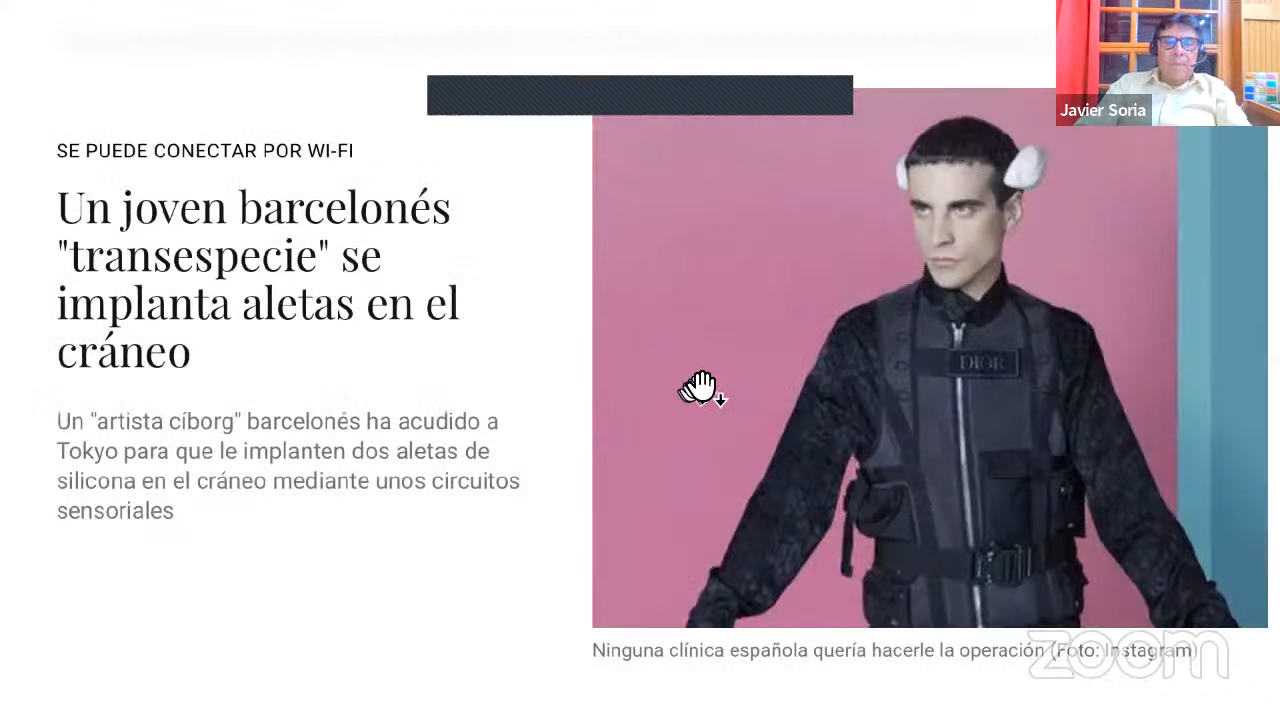 Javier Soria
SE PUEDE CONECTAR POR WI-FI
Un joven barcelonés
"transespecie" se
implanta aletas en el
cráneo
Un "artista cíborg" barcelonés ha acudido a
Tokyo para que le implanten dos aletas de
silicona en el cráneo mediante unos circuitos
sensoriales
DIOR
Ninguna clínica española quería hacerle la operación (Foto: Instagram)
zoom